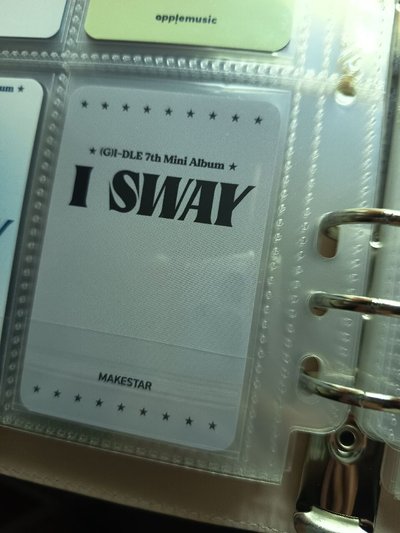 applemusic
★ (G)I-DLE 7th Mini Album ★
I SWAY
MAKESTAR